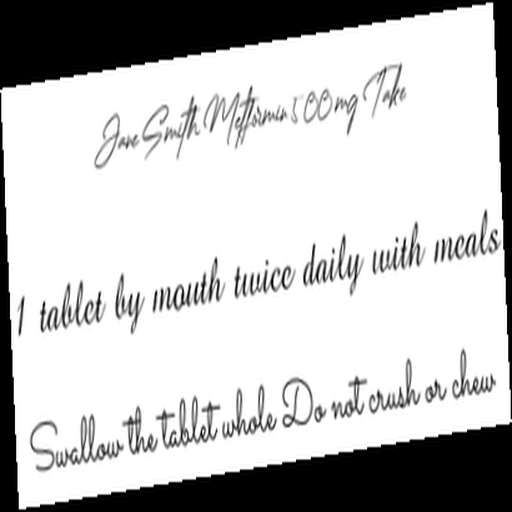 Jane Smith Metformin 500mg Take
1 tablet by mouth twice daily with meals
Swallow the tablet whole Do not crush or chew